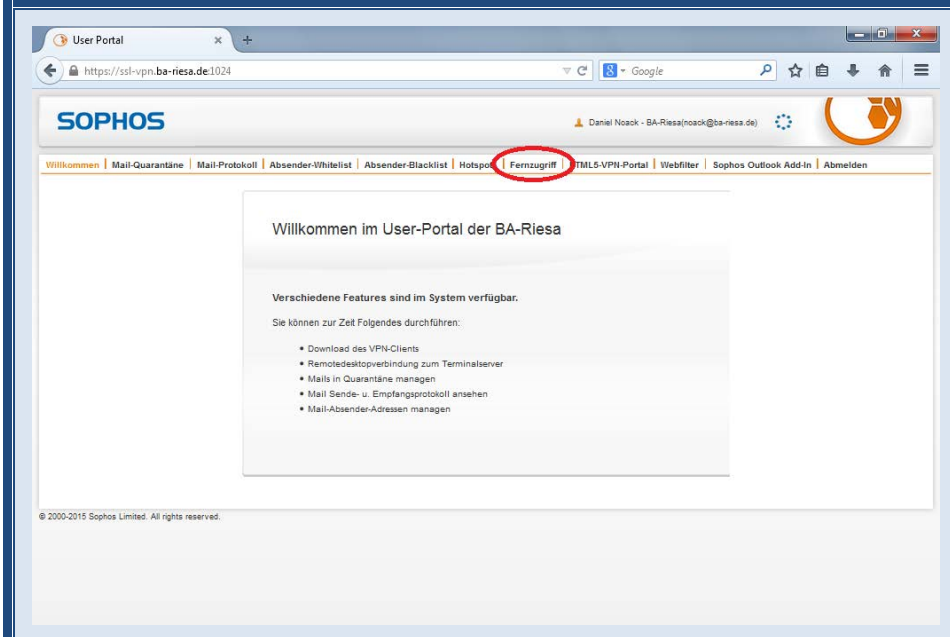 User Portal
https://ssl-vpn.ba-riesa.de:1024
Google
SOPHOS
Daniel Noack - BA-Riesa(noack@ba-riesa.de)
Willkommen | Mail-Quarantäne | Mail-Protokoll | Absender-Whitelist | Absender-Blacklist | Hotspot | Fernzugriff | HTML5-VPN-Portal | Webfilter | Sophos Outlook Add-In | Abmelden
Willkommen im User-Portal der BA-Riesa
Verschiedene Features sind im System verfügbar.
Sie können zur Zeit Folgendes durchführen:
• Download des VPN-Clients
• Remotedesktopverbindung zum Terminalserver
• Mails in Quarantäne managen
• Mail Sende- u. Empfangsprotokoll ansehen
• Mail-Absender-Adressen managen
© 2000-2015 Sophos Limited. All rights reserved.